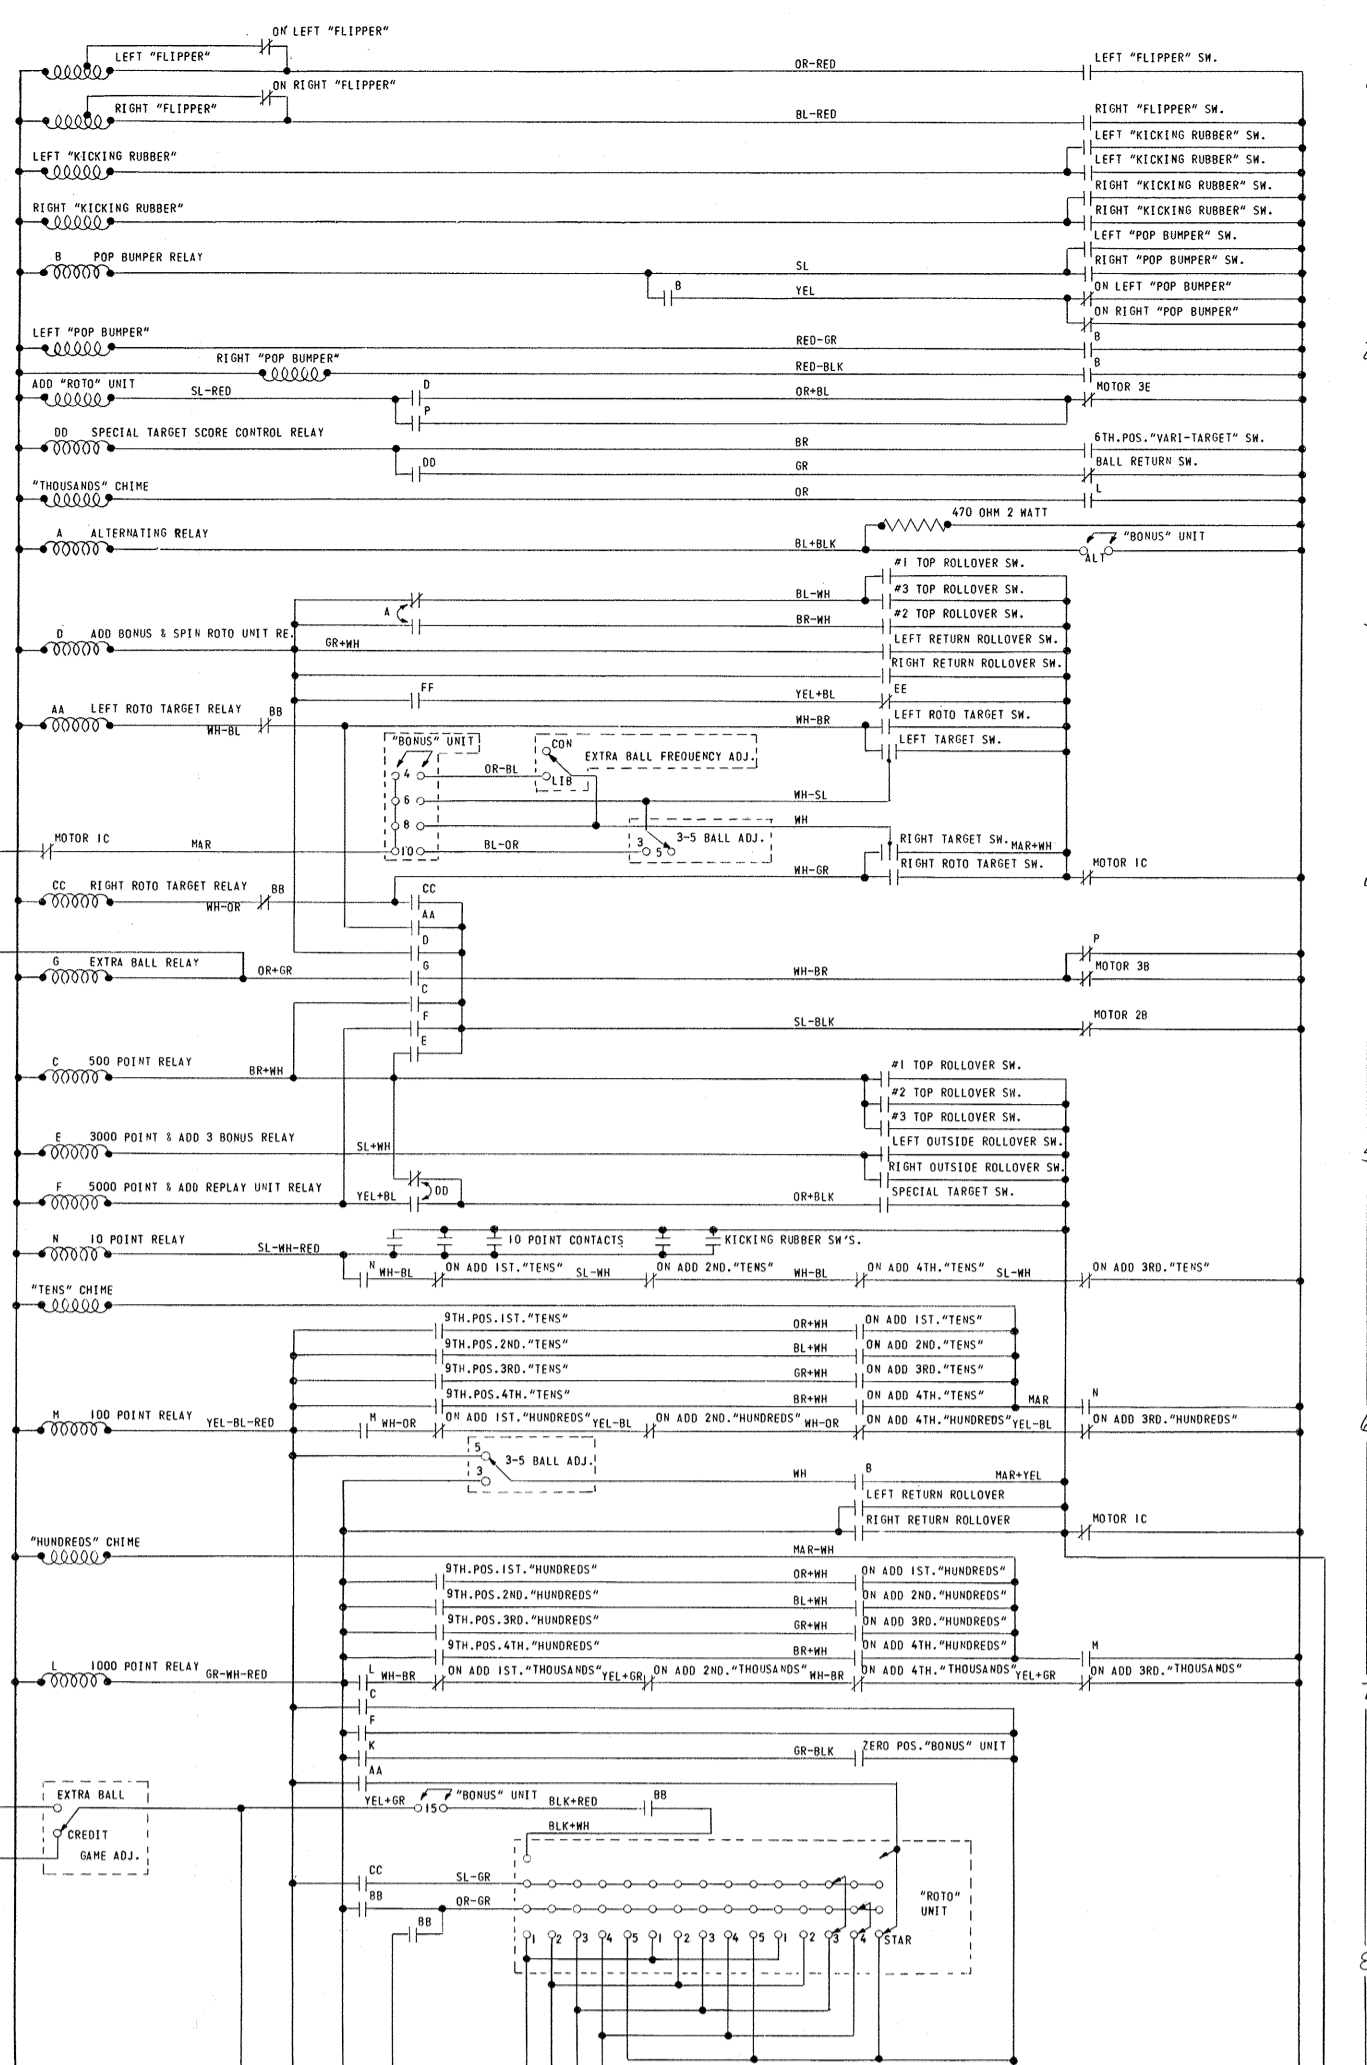 ON LEFT "FLIPPER"
LEFT "FLIPPER"
OR-RED
LEFT "FLIPPER" SW.
ON RIGHT "FLIPPER"
RIGHT "FLIPPER"
BL-RED
RIGHT "FLIPPER" SW.
LEFT "KICKING RUBBER" SW.
LEFT "KICKING RUBBER"
LEFT "KICKING RUBBER" SW.
RIGHT "KICKING RUBBER" SW.
RIGHT "KICKING RUBBER"
RIGHT "KICKING RUBBER" SW.
LEFT "POP BUMPER" SW.
B POP BUMPER RELAY
SL
RIGHT "POP BUMPER" SW.
B
YEL
ON LEFT "POP BUMPER"
ON RIGHT "POP BUMPER"
LEFT "POP BUMPER"
RED-GR
B
RIGHT "POP BUMPER"
RED-BLK
B
ADD "ROTO" UNIT
SL-RED
D
OR+BL
MOTOR 3E
P
DD SPECIAL TARGET SCORE CONTROL RELAY
BR
6TH.POS."VARI-TARGET" SW.
DD
GR
BALL RETURN SW.
"THOUSANDS" CHIME
OR
L
470 OHM 2 WATT
A ALTERNATING RELAY
BL+BLK
"BONUS" UNIT
ALT
#1 TOP ROLLOVER SW.
BL-WH
#3 TOP ROLLOVER SW.
A
BR-WH
#2 TOP ROLLOVER SW.
D ADD BONUS & SPIN ROTO UNIT RE.
GR+WH
LEFT RETURN ROLLOVER SW.
RIGHT RETURN ROLLOVER SW.
FF
YEL+BL
EE
AA LEFT ROTO TARGET RELAY
BB
WH-BL
WH-BR
LEFT ROTO TARGET SW.
"BONUS" UNIT
CON
LEFT TARGET SW.
EXTRA BALL FREQUENCY ADJ.
4
OR-BL
LIB
6
WH-SL
8
WH
MOTOR 1C
MAR
10
BL-OR
3 5
3-5 BALL ADJ.
RIGHT TARGET SW.
MAR+WH
WH-GR
RIGHT ROTO TARGET SW.
MOTOR 1C
CC RIGHT ROTO TARGET RELAY
BB
WH-OR
CC
AA
D
P
G EXTRA BALL RELAY
OR+GR
G
WH-BR
MOTOR 3B
C
F
SL-BLK
MOTOR 2B
E
C 500 POINT RELAY
BR+WH
#1 TOP ROLLOVER SW.
#2 TOP ROLLOVER SW.
#3 TOP ROLLOVER SW.
E 3000 POINT & ADD 3 BONUS RELAY
SL+WH
LEFT OUTSIDE ROLLOVER SW.
RIGHT OUTSIDE ROLLOVER SW.
F 5000 POINT & ADD REPLAY UNIT RELAY
YEL+BL
DD
OR+BLK
SPECIAL TARGET SW.
N 10 POINT RELAY
SL-WH-RED
10 POINT CONTACTS
KICKING RUBBER SW'S.
N
WH-BL
ON ADD 1ST."TENS"
SL-WH
ON ADD 2ND."TENS"
WH-BL
ON ADD 4TH."TENS"
SL-WH
ON ADD 3RD."TENS"
"TENS" CHIME
9TH.POS.1ST."TENS"
OR+WH
ON ADD 1ST."TENS"
9TH.POS.2ND."TENS"
BL+WH
ON ADD 2ND."TENS"
9TH.POS.3RD."TENS"
GR+WH
ON ADD 3RD."TENS"
9TH.POS.4TH."TENS"
BR+WH
ON ADD 4TH."TENS"
MAR
N
M 100 POINT RELAY
YEL-BL-RED
M
WH-OR
ON ADD 1ST."HUNDREDS"
YEL-BL
ON ADD 2ND."HUNDREDS"
WH-OR
ON ADD 4TH."HUNDREDS"
YEL-BL
ON ADD 3RD."HUNDREDS"
5
3-5 BALL ADJ.
3
WH
B
MAR+YEL
LEFT RETURN ROLLOVER
RIGHT RETURN ROLLOVER
MOTOR 1C
"HUNDREDS" CHIME
MAR-WH
9TH.POS.1ST."HUNDREDS"
OR+WH
ON ADD 1ST."HUNDREDS"
9TH.POS.2ND."HUNDREDS"
BL+WH
ON ADD 2ND."HUNDREDS"
9TH.POS.3RD."HUNDREDS"
GR+WH
ON ADD 3RD."HUNDREDS"
9TH.POS.4TH."HUNDREDS"
BR+WH
ON ADD 4TH."HUNDREDS"
M
L 1000 POINT RELAY
GR-WH-RED
L
WH-BR
ON ADD 1ST."THOUSANDS"
YEL+GR
ON ADD 2ND."THOUSANDS"
WH-BR
ON ADD 4TH."THOUSANDS"
YEL+GR
ON ADD 3RD."THOUSANDS"
C
F
K
GR-BLK
ZERO POS."BONUS" UNIT
AA
EXTRA BALL
YEL+GR
15
"BONUS" UNIT
BLK+RED
BB
CREDIT
BLK+WH
GAME ADJ.
CC
SL-GR
BB
OR-GR
"ROTO"
UNIT
BB
1 2 3 4 5 1 2 3 4 5 1 2 3 4 STAR